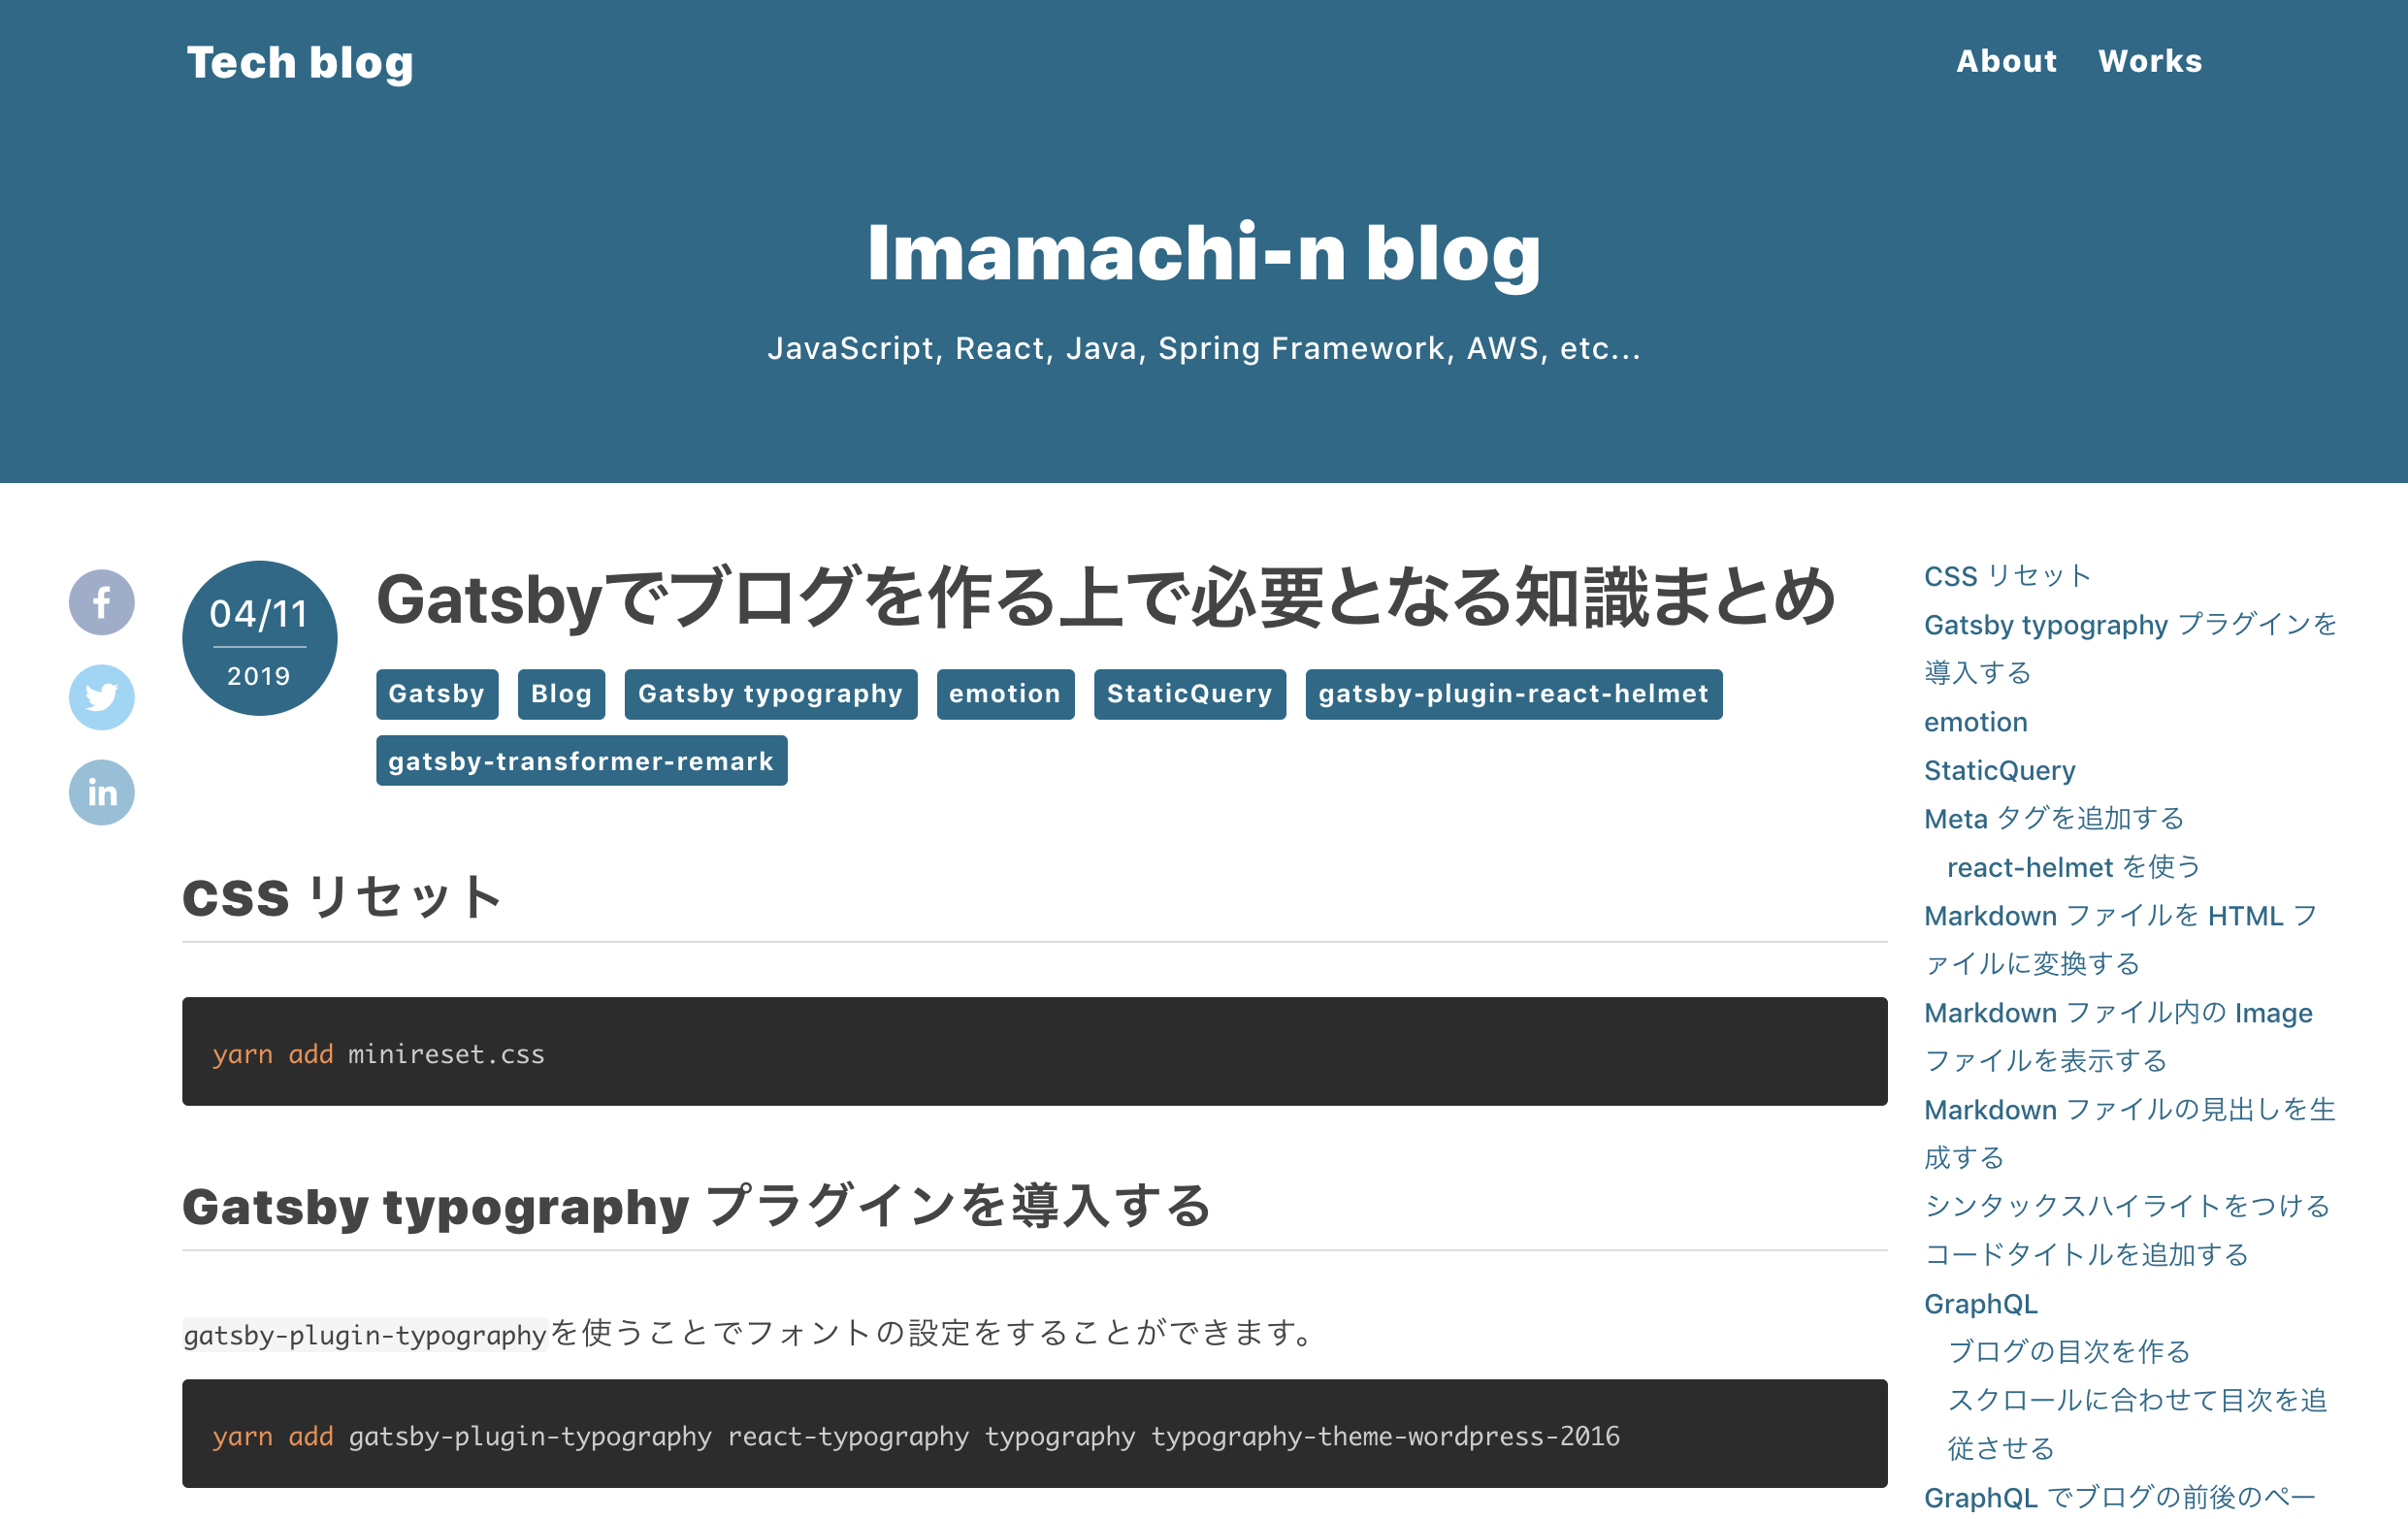 Tech blog
About Works
Imamachi-n blog
JavaScript, React, Java, Spring Framework, AWS, etc...
04/11
2019
Gatsbyでブログを作る上で必要となる知識まとめ
Gatsby Blog Gatsby typography emotion StaticQuery gatsby-plugin-react-helmet
gatsby-transformer-remark
CSS リセット
yarn add minireset.css
Gatsby typography プラグインを導入する
gatsby-plugin-typographyを使うことでフォントの設定をすることができます。
yarn add gatsby-plugin-typography react-typography typography typography-theme-wordpress-2016
CSS リセット
Gatsby typography プラグインを
導入する
emotion
StaticQuery
Meta タグを追加する
react-helmet を使う
Markdown ファイルを HTML フ
ァイルに変換する
Markdown ファイル内の Image
ファイルを表示する
Markdown ファイルの見出しを生
成する
シンタックスハイライトをつける
コードタイトルを追加する
GraphQL
ブログの目次を作る
スクロールに合わせて目次を追
従させる
GraphQL でブログの前後のペー